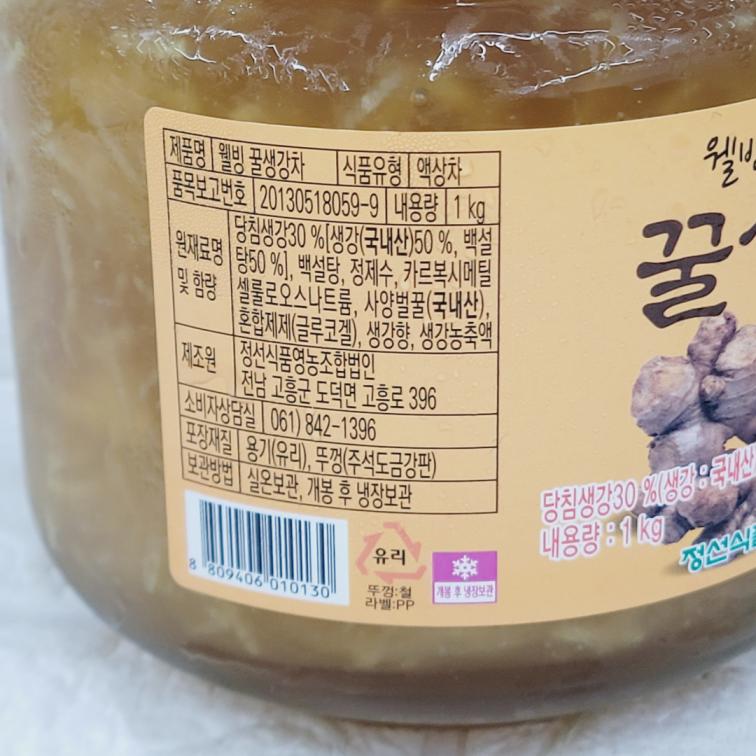 제품명 웰빙 꿀생강차 식품유형 액상차
품목보고번호 20130518059-9 내용량 1 kg
원재료명 및 함량
당침생강30 %[생강(국내산)50 %, 백설
탕50 %], 백설탕, 정제수, 카르복시메틸
셀룰로오스나트륨, 사양벌꿀(국내산),
혼합제제(글루코겔), 생강향, 생강농축액
제조원 정선식품영농조합법인
전남 고흥군 도덕면 고흥로 396
소비자상담실 061) 842-1396
포장재질 용기(유리), 뚜껑(주석도금강판)
보관방법 실온보관, 개봉 후 냉장보관
8 809406 010130
유리
뚜껑:철
라벨:PP
개봉 후 냉장보관
웰빙
꿀
당침생강30 %(생강 : 국내산
내용량 : 1 kg
정선식품